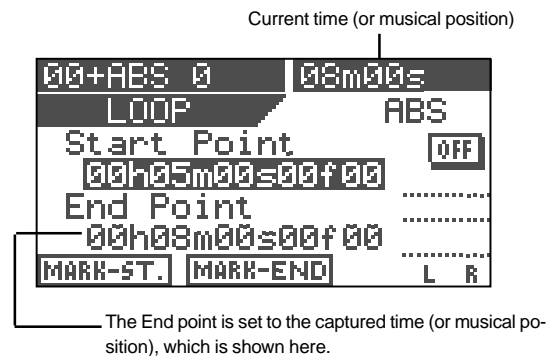 Current time (or musical position)
00+ABS 0 08m00s
LOOP ABS
Start Point OFF
00h05m00s00f00
End Point
00h08m00s00f00
MARK-ST. MARK-END L R
The End point is set to the captured time (or musical po-
sition), which is shown here.